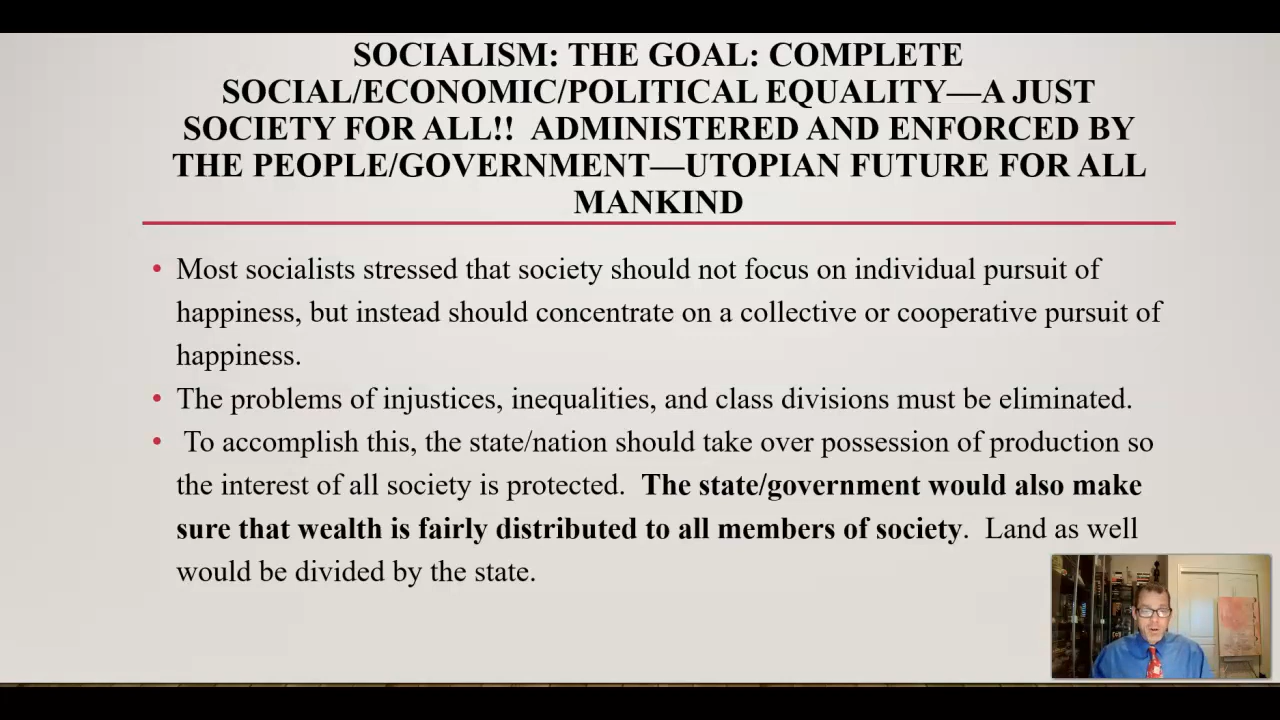 SOCIALISM: THE GOAL: COMPLETE
SOCIAL/ECONOMIC/POLITICAL EQUALITY—A JUST
SOCIETY FOR ALL!!  ADMINISTERED AND ENFORCED BY
THE PEOPLE/GOVERNMENT—UTOPIAN FUTURE FOR ALL
MANKIND
• Most socialists stressed that society should not focus on individual pursuit of
happiness, but instead should concentrate on a collective or cooperative pursuit of
happiness.
• The problems of injustices, inequalities, and class divisions must be eliminated.
• To accomplish this, the state/nation should take over possession of production so
the interest of all society is protected.  The state/government would also make
sure that wealth is fairly distributed to all members of society.  Land as well
would be divided by the state.